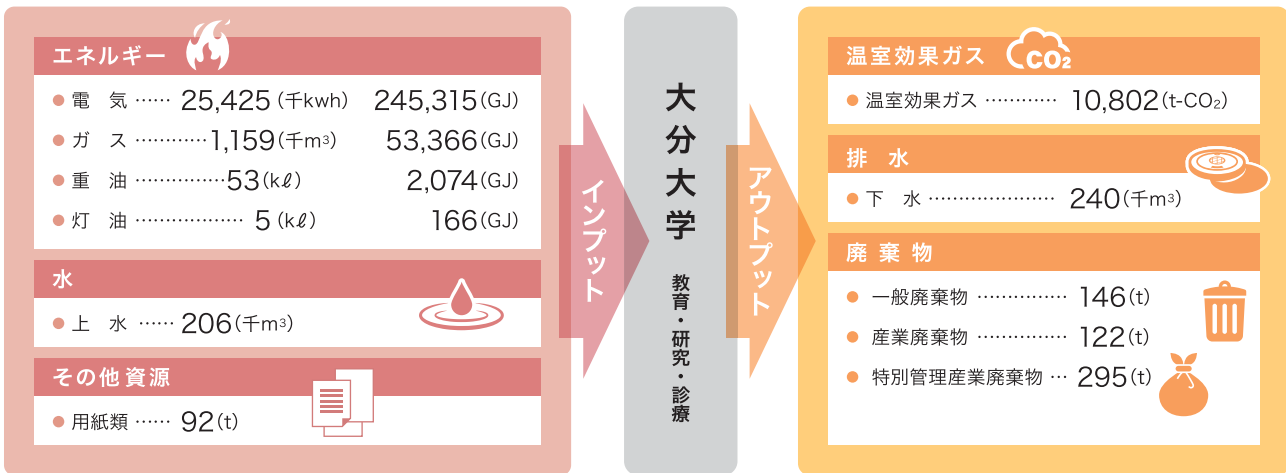 エネルギー
● 電　気 …… 25,425 (千kwh) 245,315 (GJ)
● ガ　ス ………… 1,159 (千m³) 53,366 (GJ)
● 重　油 …………… 53 (kℓ) 2,074 (GJ)
● 灯　油 ……………… 5 (kℓ) 166 (GJ)
水
● 上　水 …… 206 (千m³)
その他資源
● 用紙類 …… 92 (t)
インプット
大分大学
教育・研究・診療
アウトプット
温室効果ガス
CO₂
● 温室効果ガス ………… 10,802 (t-CO₂)
排　水
● 下　水 ………………… 240 (千m³)
廃 棄 物
● 一般廃棄物 …………… 146 (t)
● 産業廃棄物 …………… 122 (t)
● 特別管理産業廃棄物 … 295 (t)